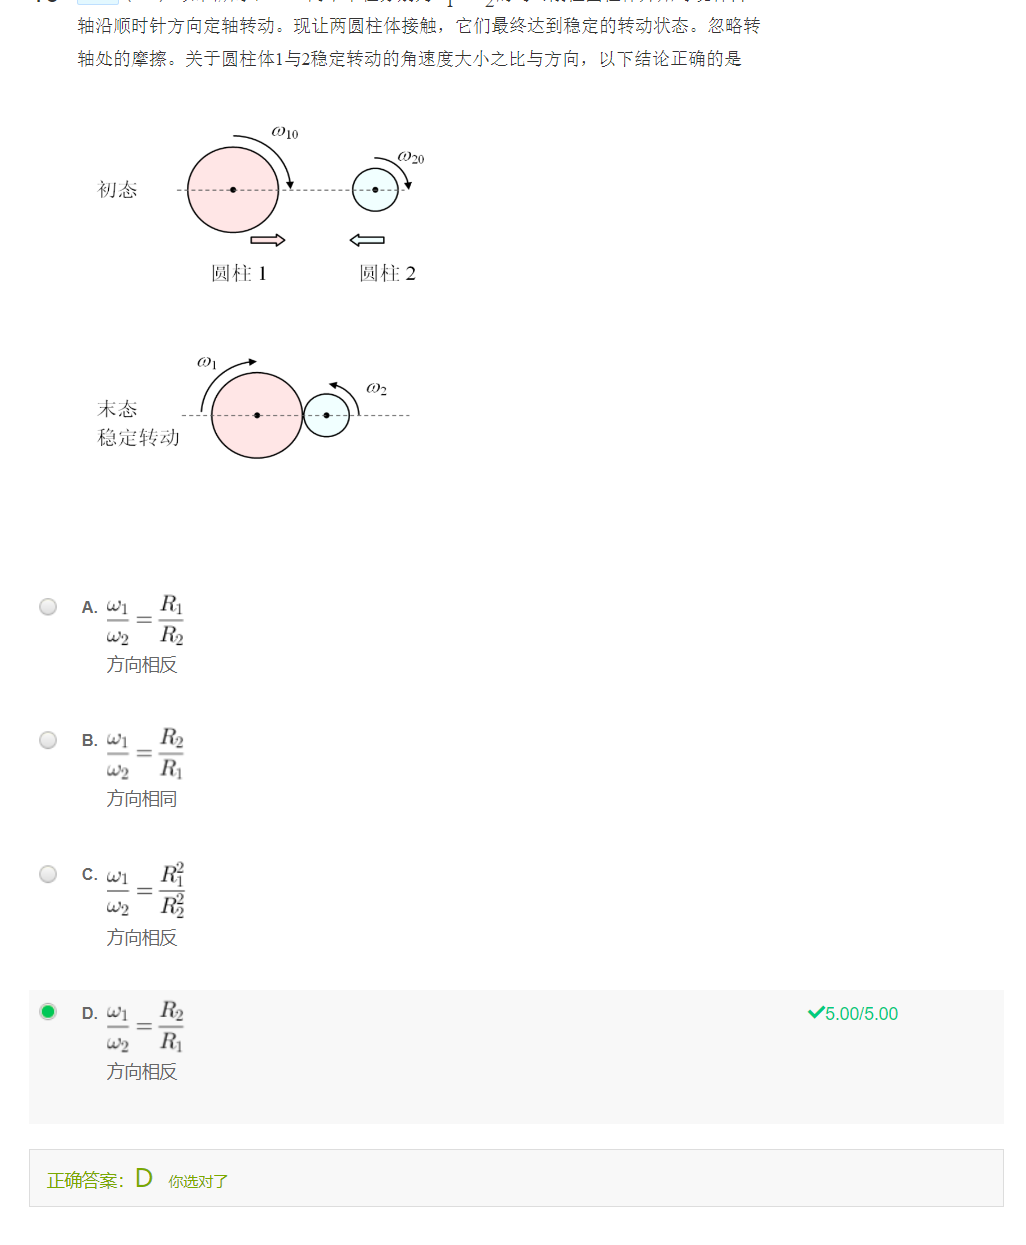 轴沿顺时针方向定轴转动。现让两圆柱体接触，它们最终达到稳定的转动状态。忽略转
轴处的摩擦。关于圆柱体1与2稳定转动的角速度大小之比与方向，以下结论正确的是
ω10
ω20
初态
圆柱 1
圆柱 2
ω1
ω2
末态
稳定转动
A. ω1/ω2 = R1/R2
方向相反
B. ω1/ω2 = R2/R1
方向相同
C. ω1/ω2 = R1²/R2²
方向相反
D. ω1/ω2 = R2/R1
5.00/5.00
方向相反
正确答案：D 你选对了